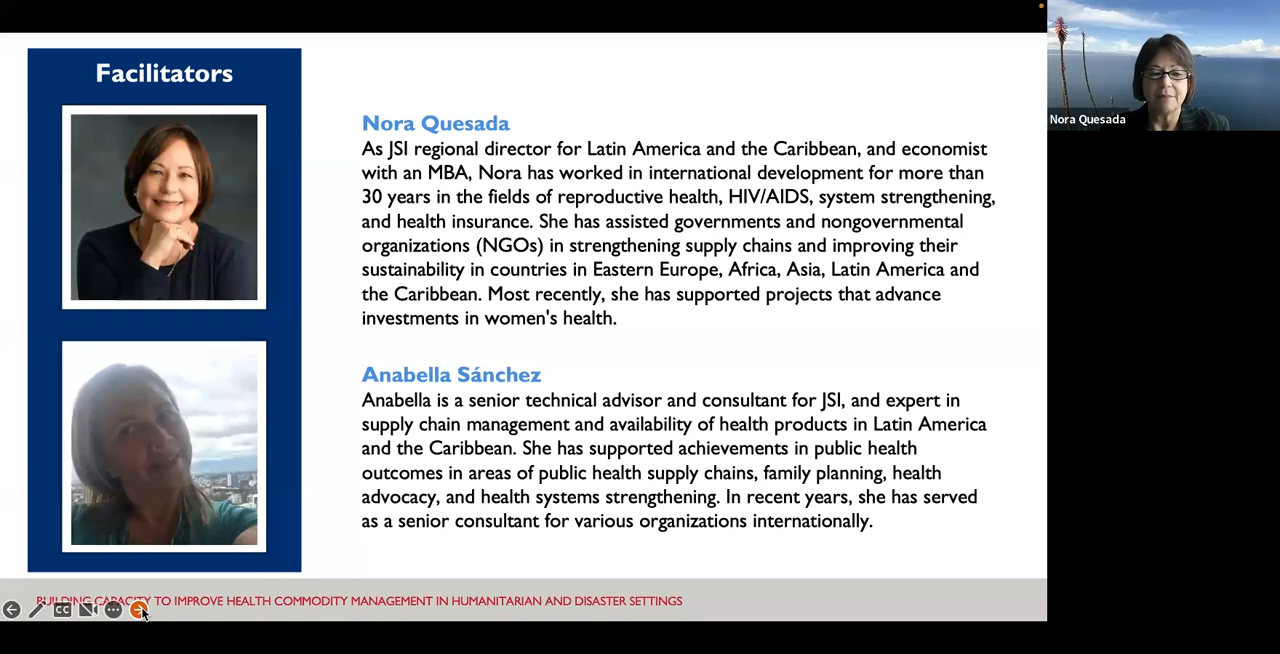 Facilitators
Nora Quesada
As JSI regional director for Latin America and the Caribbean, and economist
with an MBA, Nora has worked in international development for more than
30 years in the fields of reproductive health, HIV/AIDS, system strengthening,
and health insurance. She has assisted governments and nongovernmental
organizations (NGOs) in strengthening supply chains and improving their
sustainability in countries in Eastern Europe, Africa, Asia, Latin America and
the Caribbean. Most recently, she has supported projects that advance
investments in women's health.
Anabella Sánchez
Anabella is a senior technical advisor and consultant for JSI, and expert in
supply chain management and availability of health products in Latin America
and the Caribbean. She has supported achievements in public health
outcomes in areas of public health supply chains, family planning, health
advocacy, and health systems strengthening. In recent years, she has served
as a senior consultant for various organizations internationally.
BUILDING CAPACITY TO IMPROVE HEALTH COMMODITY MANAGEMENT IN HUMANITARIAN AND DISASTER SETTINGS
CC
Nora Quesada